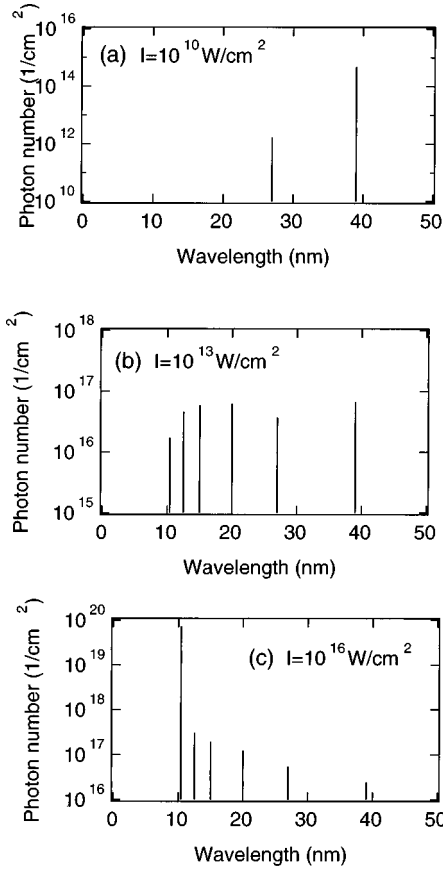 10^16
(a) I=10^10 W/cm^2
10^14
10^12
10^10
Photon number (1/cm^2)
0 10 20 30 40 50
Wavelength (nm)
10^18
(b) I=10^13 W/cm^2
10^17
10^16
10^15
Photon number (1/cm^2)
0 10 20 30 40 50
Wavelength (nm)
10^20
(c) I=10^16 W/cm^2
10^19
10^18
10^17
10^16
Photon number (1/cm^2)
0 10 20 30 40 50
Wavelength (nm)